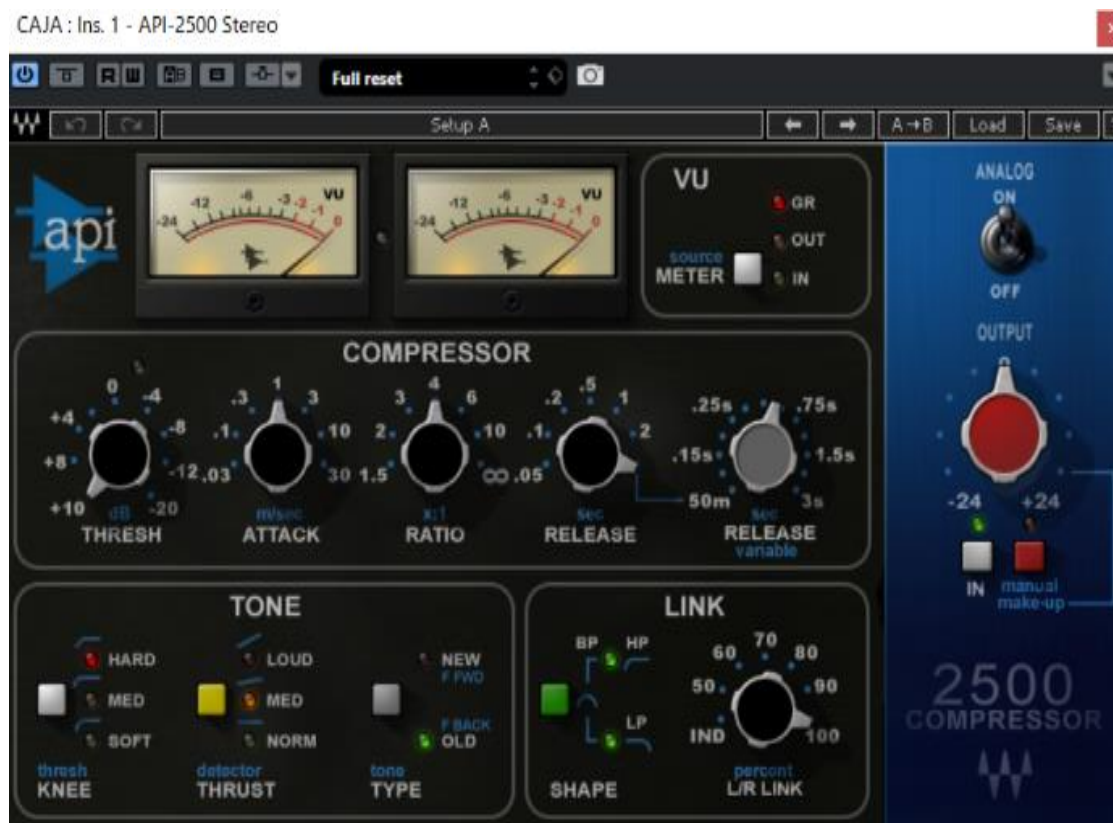 CAJA : Ins. 1 - API-2500 Stereo
R W
Full reset
Setup A
A→B Load Save
api
-24 -12 -6 -3 -2 -1 0 VU
-24 -12 -6 -3 -2 -1 0 VU
VU
GR
OUT
IN
source
METER
ANALOG
ON
OFF
OUTPUT
0
-24 +24
IN
manual
make-up
2500
COMPRESSOR
COMPRESSOR
+10 +8 +4 0 -4 -8 -12 -20
dB
THRESH
.03 .1 .3 1 3 10 30
m/sec
ATTACK
1.5 2 3 4 6 10 ∞
x:1
RATIO
.05 .1 .2 .5 1 2
sec
RELEASE
50m .15s .25s .75s 1.5s 3s
sec
RELEASE
variable
TONE
HARD
MED
SOFT
thresh
KNEE
LOUD
MED
NORM
detector
THRUST
NEW
F FWD
F BACK
OLD
tone
TYPE
LINK
BP HP
LP
SHAPE
IND 50 60 70 80 90 100
percent
L/R LINK